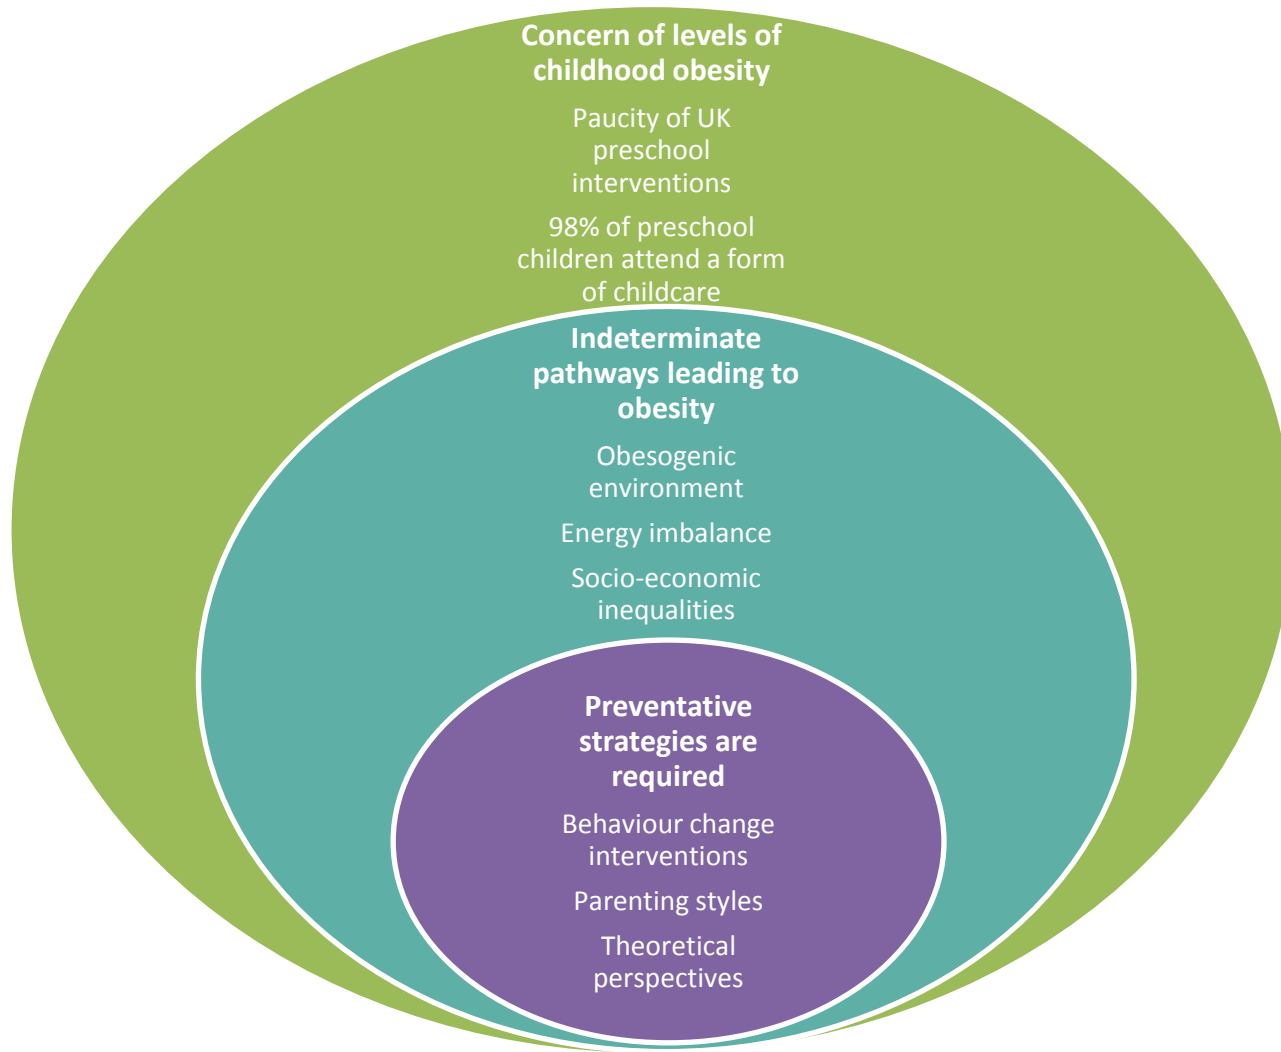 Concern of levels of
childhood obesity
Paucity of UK
preschool
interventions
98% of preschool
children attend a form
of childcare
Indeterminate
pathways leading to
obesity
Obesogenic
environment
Energy imbalance
Socio-economic
inequalities
Preventative
strategies are
required
Behaviour change
interventions
Parenting styles
Theoretical
perspectives